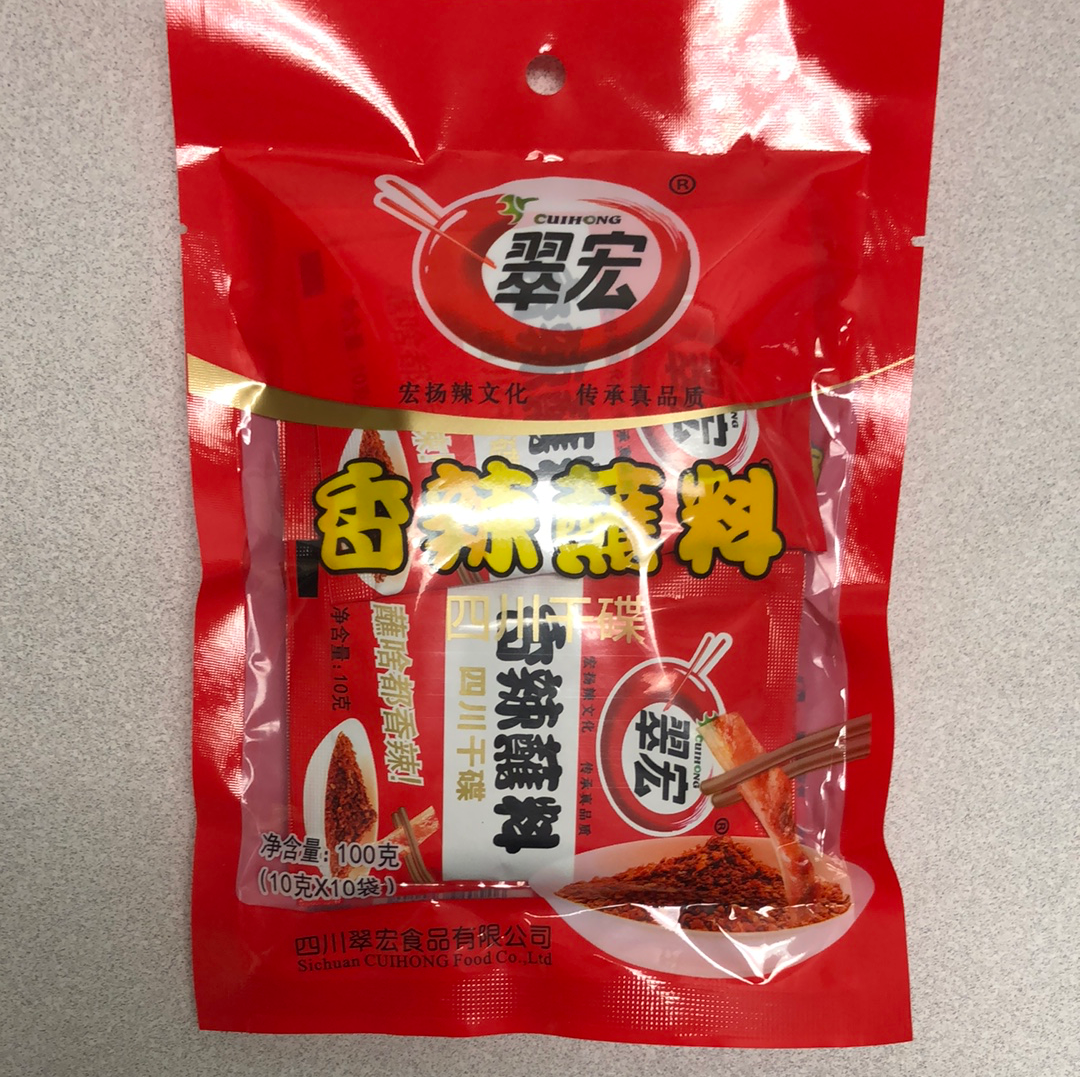 ®
CUIHONG
翠宏
宏扬辣文化 传承真品质
香辣蘸料
四川干碟
净含量:10克
蘸啥都香辣!
四川干碟
香辣蘸料
宏扬辣文化 传承真品质
CUIHONG
翠宏
®
净含量:100克
(10克X10袋)
四川翠宏食品有限公司
Sichuan CUIHONG Food Co.,Ltd